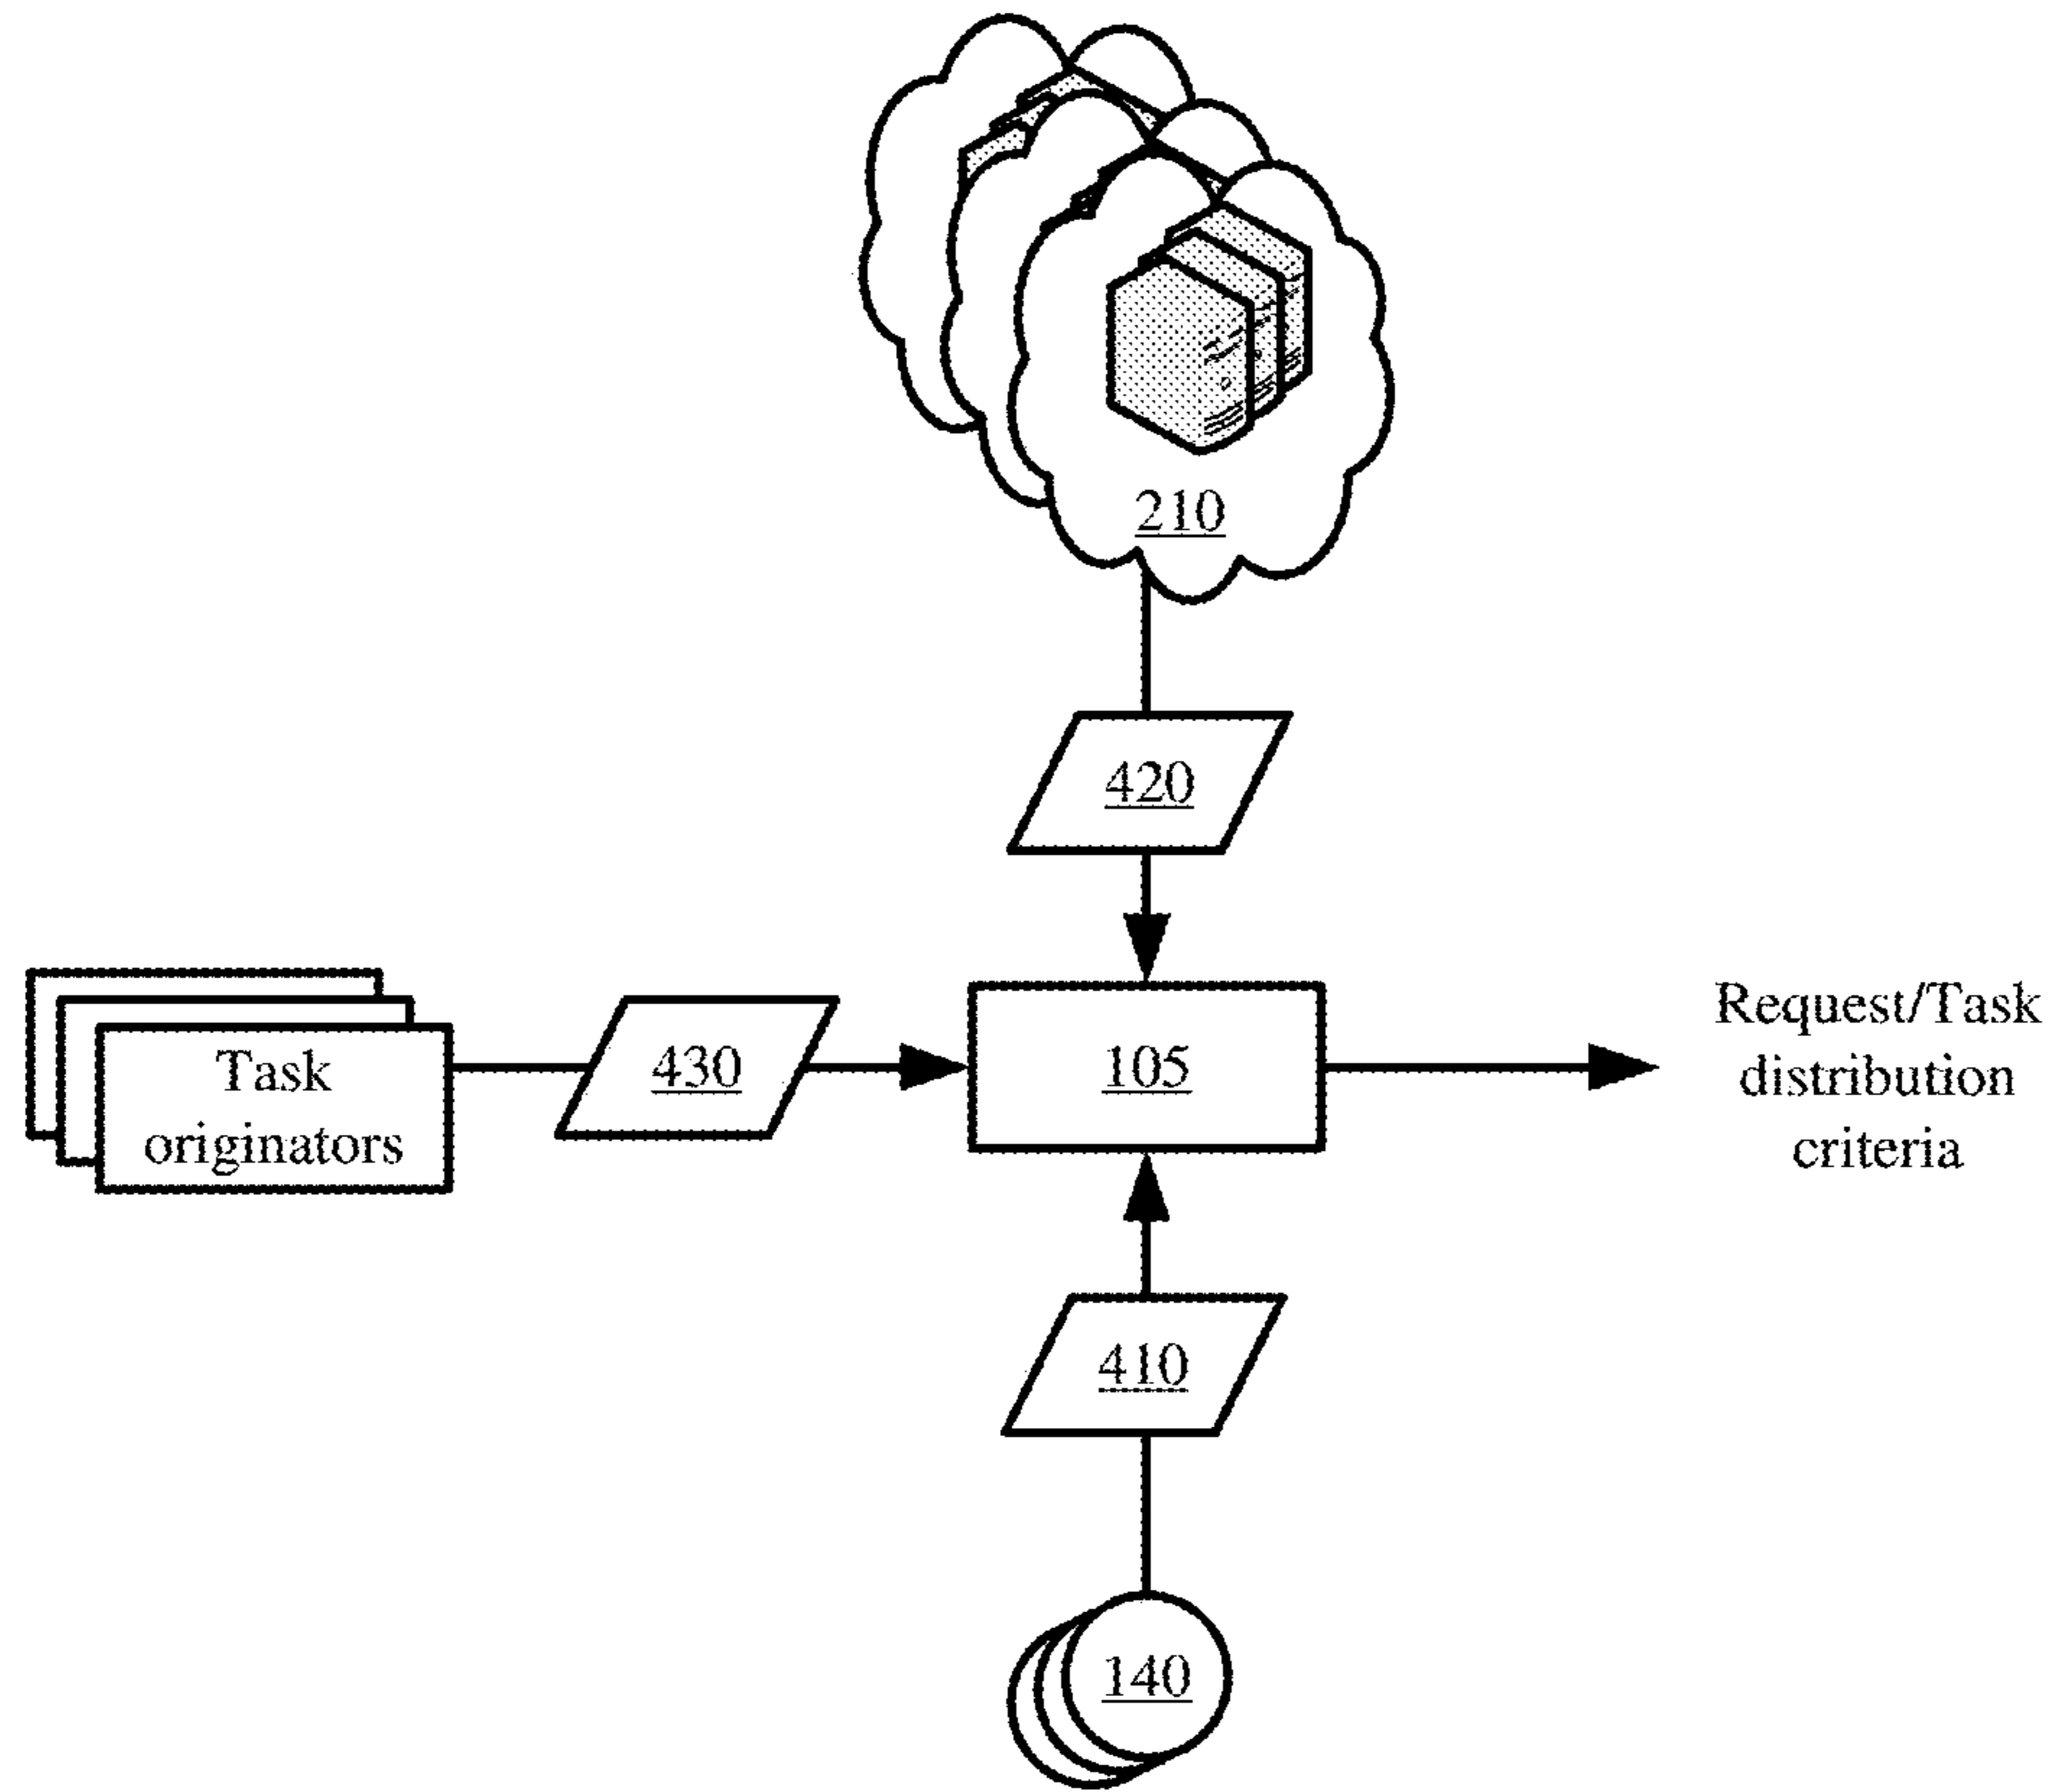 210
420
Task
originators
430
105
Request/Task
distribution
criteria
410
140